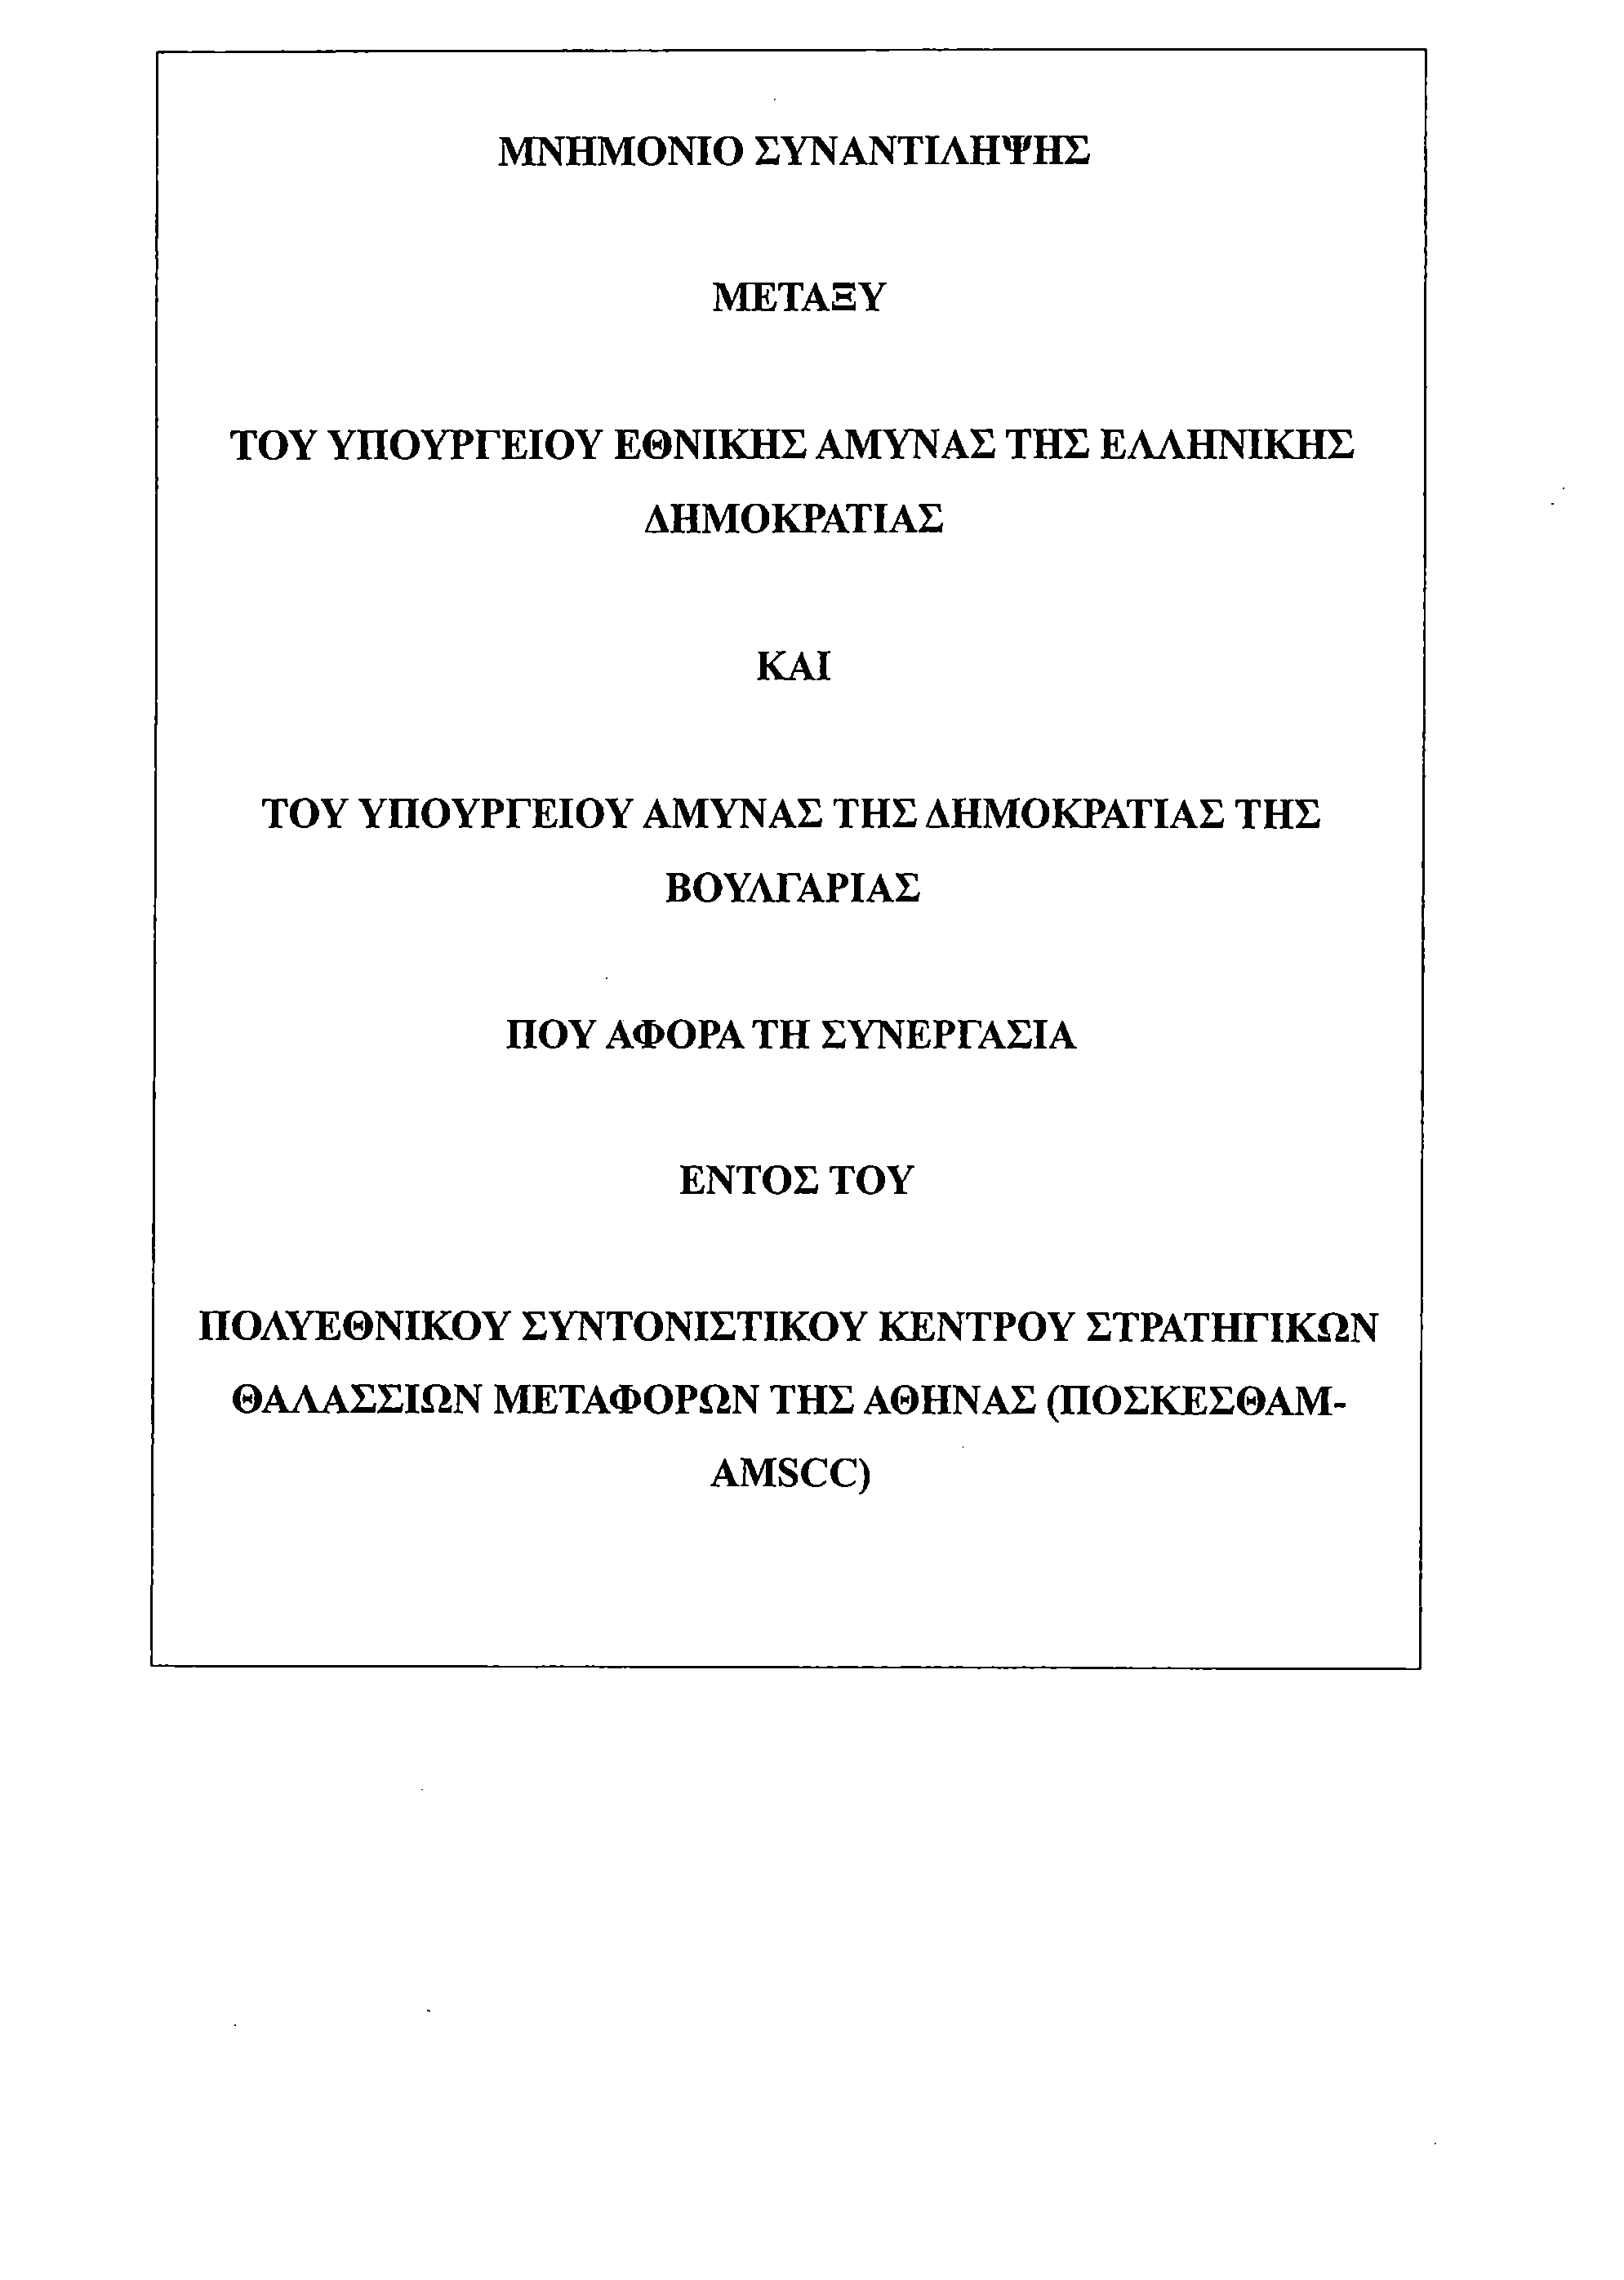 ΜΝΗΜΟΝΙΟ ΣΥΝΑΝΤΙΛΗΨΗΣ
ΜΕΤΑΞΥ
ΤΟΥ ΥΠΟΥΡΓΕΙΟΥ ΕΘΝΙΚΗΣ ΑΜΥΝΑΣ ΤΗΣ ΕΛΛΗΝΙΚΗΣ
ΔΗΜΟΚΡΑΤΙΑΣ
ΚΑΙ
ΤΟΥ ΥΠΟΥΡΓΕΙΟΥ ΑΜΥΝΑΣ ΤΗΣ ΔΗΜΟΚΡΑΤΙΑΣ ΤΗΣ
ΒΟΥΛΓΑΡΙΑΣ
ΠΟΥ ΑΦΟΡΑ ΤΗ ΣΥΝΕΡΓΑΣΙΑ
ΕΝΤΟΣ ΤΟΥ
ΠΟΛΥΕΘΝΙΚΟΥ ΣΥΝΤΟΝΙΣΤΙΚΟΥ ΚΕΝΤΡΟΥ ΣΤΡΑΤΗΓΙΚΩΝ
ΘΑΛΑΣΣΙΩΝ ΜΕΤΑΦΟΡΩΝ ΤΗΣ ΑΘΗΝΑΣ (ΠΟΣΚΕΣΘΑΜ-
AMSCC)